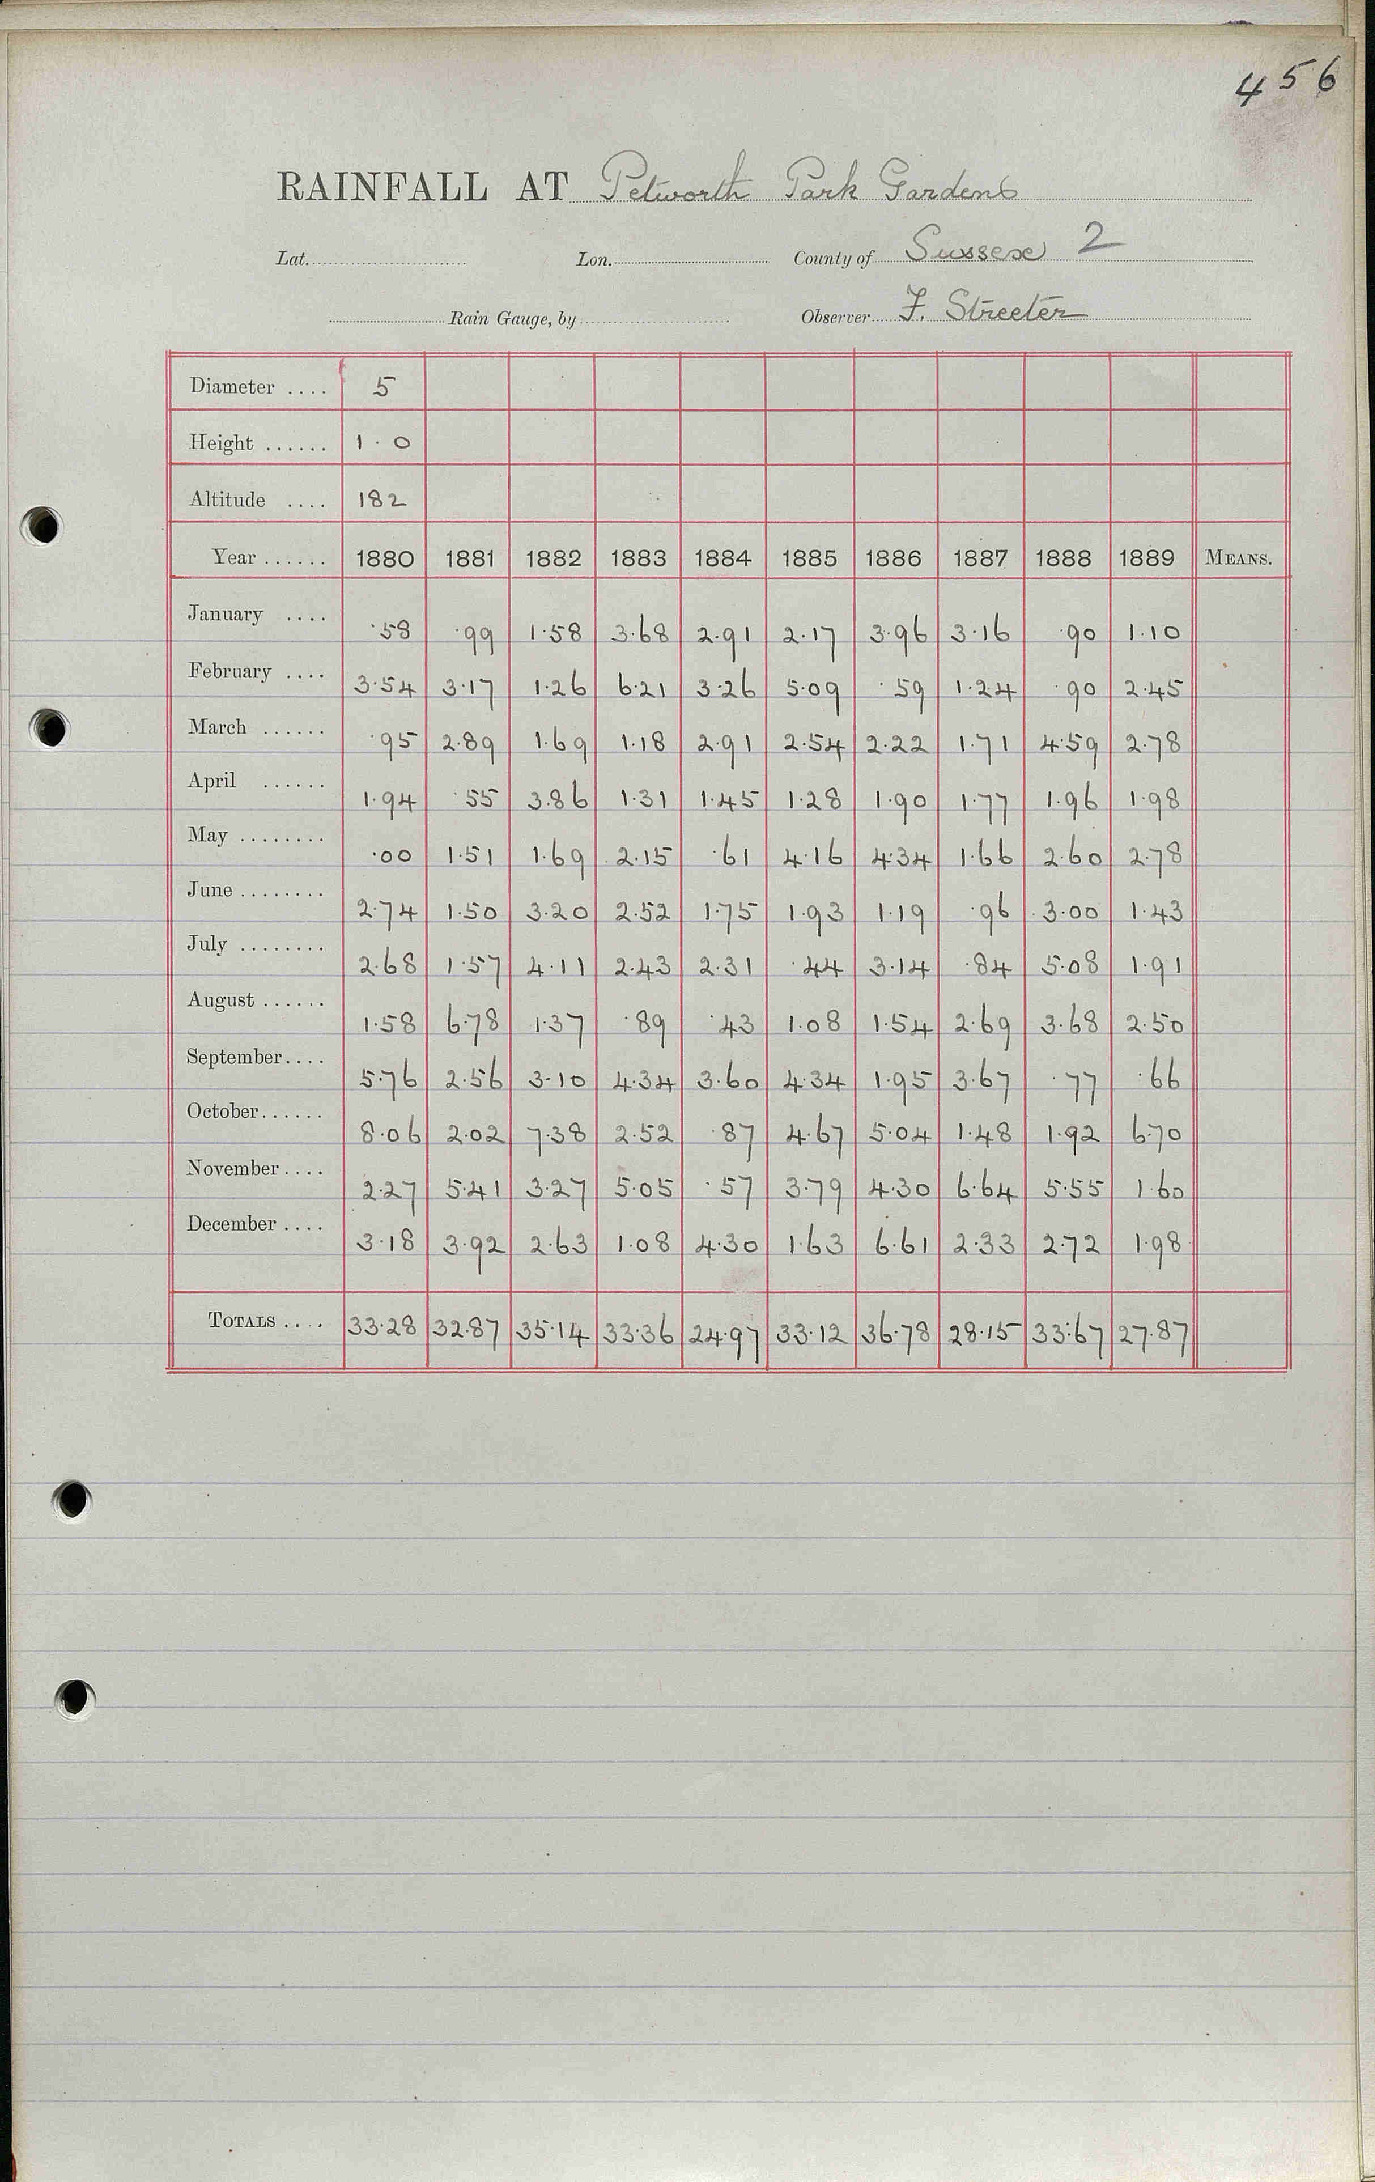 456
RAINFALL AT Petworth Park Gardens
Lat. Lon. County of Sussex 2
Rain Gauge, by Observer F. Streeter
Diameter .... 5
Height ...... 1 · 0
Altitude .... 182
Year ...... 1880 1881 1882 1883 1884 1885 1886 1887 1888 1889 MEANS.
January .... ·58 ·99 1·58 3·68 2·91 2·17 3·96 3·16 ·90 1·10
February .... 3·54 3·17 1·26 6·21 3·26 5·09 ·59 1·24 ·90 2·45
March ...... ·95 2·89 1·69 1·18 2·91 2·54 2·22 1·71 4·59 2·78
April ...... 1·94 ·55 3·86 1·31 1·45 1·28 1·90 1·77 1·96 1·98
May ........ ·00 1·51 1·69 2·15 ·61 4·16 4·34 1·66 2·60 2·78
June ........ 2·74 1·50 3·20 2·52 1·75 1·93 1·19 ·96 3·00 1·43
July ........ 2·68 1·57 4·11 2·43 2·31 ·44 3·14 ·84 5·08 1·91
August ...... 1·58 6·78 1·37 ·89 ·43 1·08 1·54 2·69 3·68 2·50
September.... 5·76 2·56 3·10 4·34 3·60 4·34 1·95 3·67 ·77 ·66
October...... 8·06 2·02 7·38 2·52 ·87 4·67 5·04 1·48 1·92 6·70
November .... 2·27 5·41 3·27 5·05 ·57 3·79 4·30 6·64 5·55 1·60
December .... 3·18 3·92 2·63 1·08 4·30 1·63 6·61 2·33 2·72 1·98
TOTALS .... 33·28 32·87 35·14 33·36 24·97 33·12 36·78 28·15 33·67 27·87